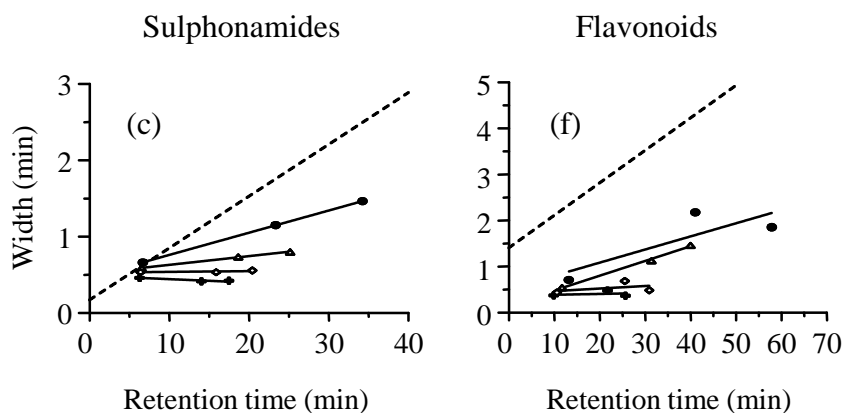 Sulphonamides
Flavonoids
3
2
1
0
Width (min)
(c)
0 10 20 30 40
Retention time (min)
5
4
3
2
1
0
(f)
0 10 20 30 40 50 60 70
Retention time (min)